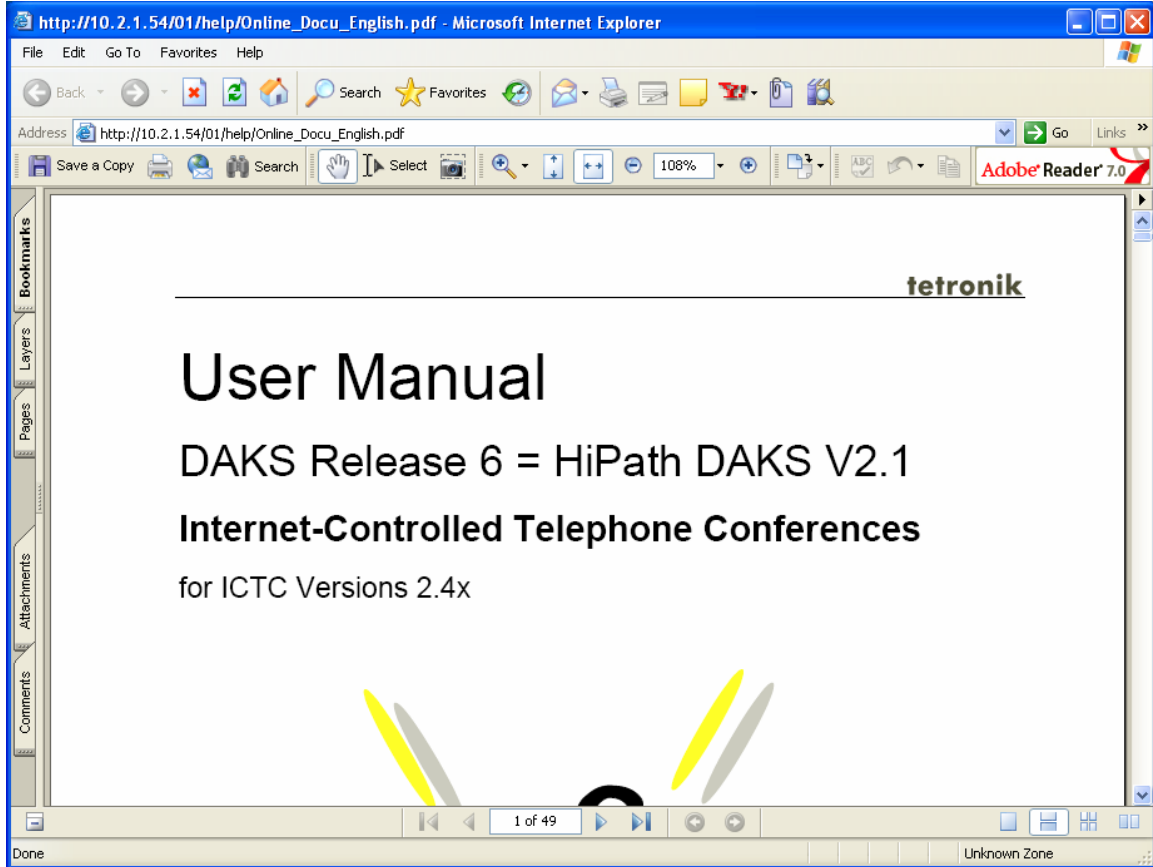 http://10.2.1.54/01/help/Online_Docu_English.pdf - Microsoft Internet Explorer
File Edit Go To Favorites Help
Back Search Favorites
Address http://10.2.1.54/01/help/Online_Docu_English.pdf Go Links »
Save a Copy Search Select 108% ABC Adobe® Reader® 7.0
Bookmarks
Layers
Pages
Attachments
Comments
tetronik
User Manual
DAKS Release 6 = HiPath DAKS V2.1
Internet-Controlled Telephone Conferences
for ICTC Versions 2.4x
1 of 49
Done Unknown Zone